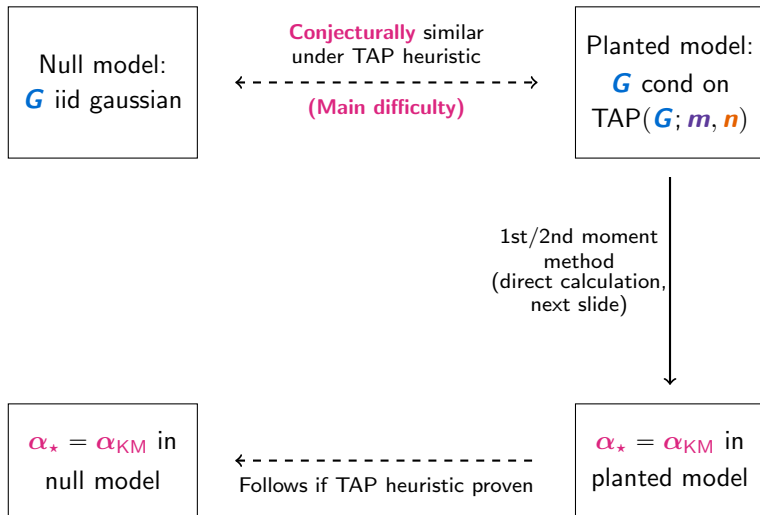 Null model:
G iid gaussian
Conjecturally similar
under TAP heuristic
(Main difficulty)
Planted model:
G cond on
TAP(G; m, n)
1st/2nd moment
method
(direct calculation,
next slide)
α⋆ = αKM in
null model
Follows if TAP heuristic proven
α⋆ = αKM in
planted model